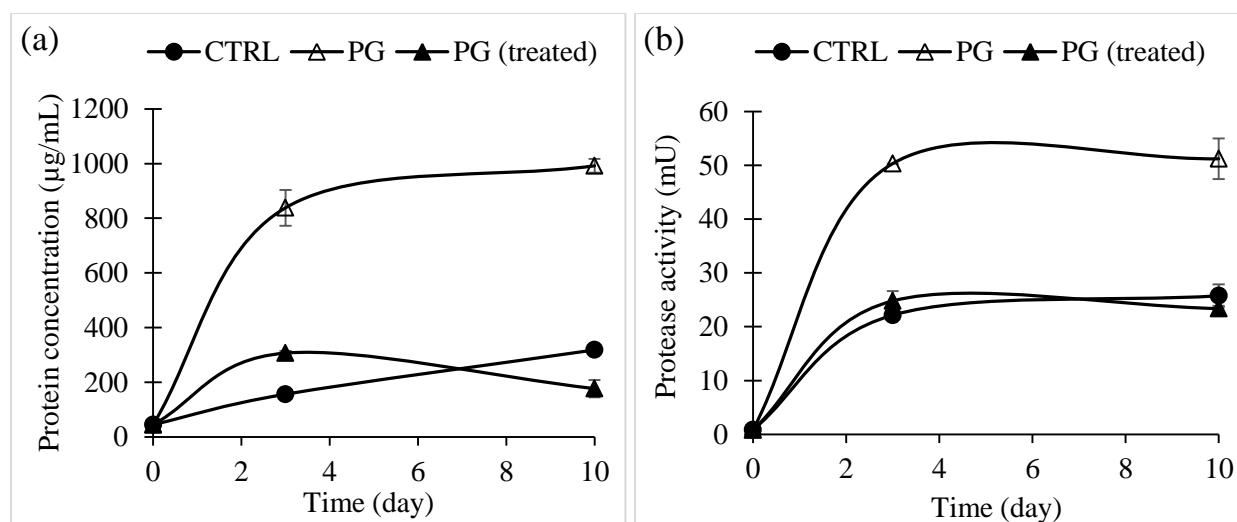 (a)
CTRL PG PG (treated)
Protein concentration (µg/mL)
1200
1000
800
600
400
200
0
0 2 4 6 8 10
Time (day)
(b)
CTRL PG PG (treated)
Protease activity (mU)
60
50
40
30
20
10
0
0 2 4 6 8 10
Time (day)